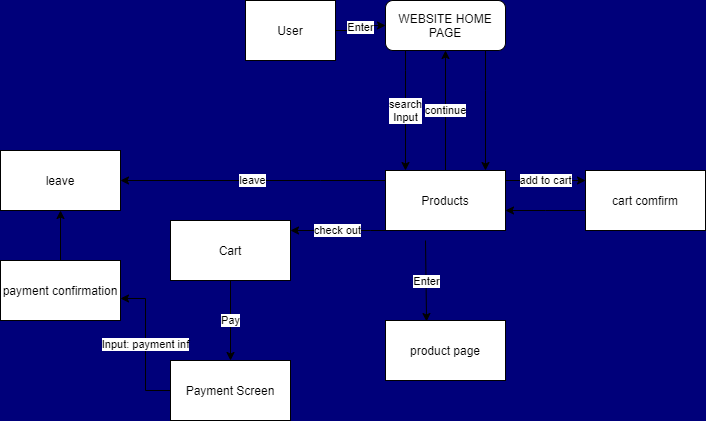 User
Enter
WEBSITE HOME
PAGE
search
Input
continue
leave
leave
Products
add to cart
cart comfirm
Cart
check out
payment confirmation
Enter
Pay
Input: payment inf
product page
Payment Screen